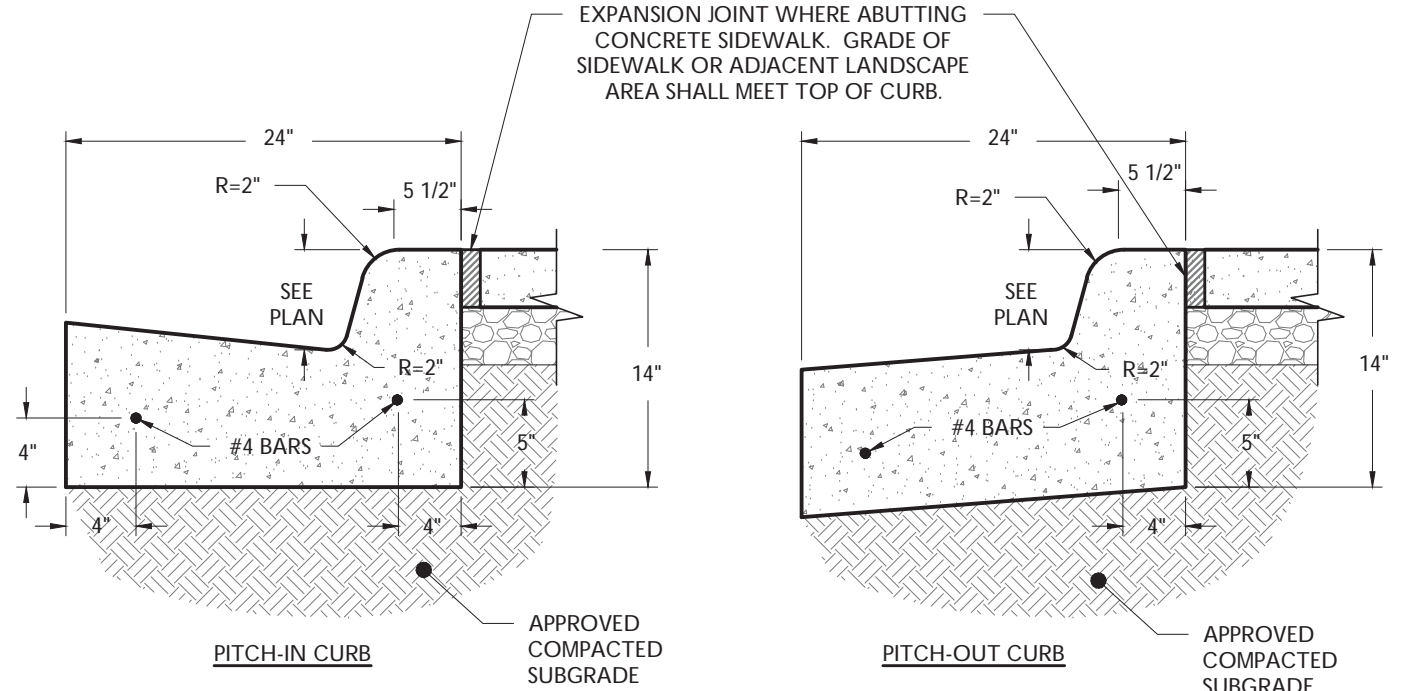 EXPANSION JOINT WHERE ABUTTING
CONCRETE SIDEWALK. GRADE OF
SIDEWALK OR ADJACENT LANDSCAPE
AREA SHALL MEET TOP OF CURB.
24"
R=2"
5 1/2"
SEE
PLAN
R=2"
14"
#4 BARS
4"
5"
4"
4"
APPROVED
COMPACTED
SUBGRADE
PITCH-IN CURB
24"
5 1/2"
R=2"
SEE
PLAN
R=2"
14"
#4 BARS
5"
4"
APPROVED
COMPACTED
SUBGRADE
PITCH-OUT CURB